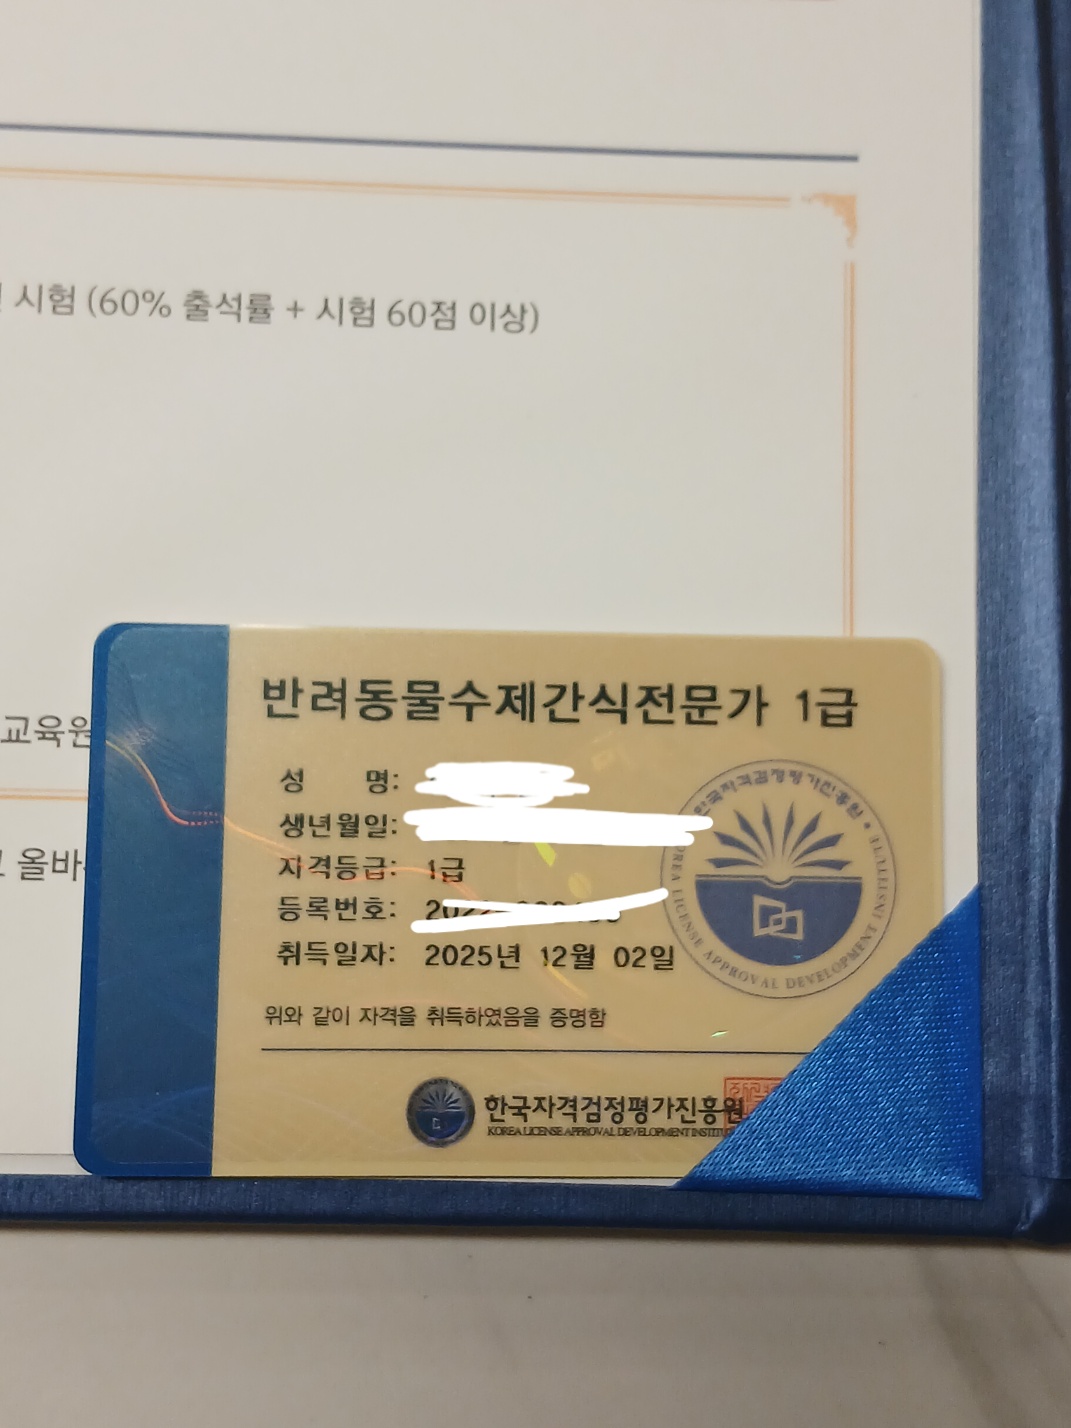 시험 (60% 출석률 + 시험 60점 이상)
교육원
올바
반려동물수제간식전문가 1급
성 명:
생년월일:
자격등급: 1급
등록번호:
취득일자: 2025년 12월 02일
위와 같이 자격을 취득하였음을 증명함
한국자격검정평가진흥원
KOREA LICENSE APPROVAL DEVELOPMENT
한국자격검정평가진흥원
KOREA LICENSE APPROVAL DEVELOPMENT INSTITUTE